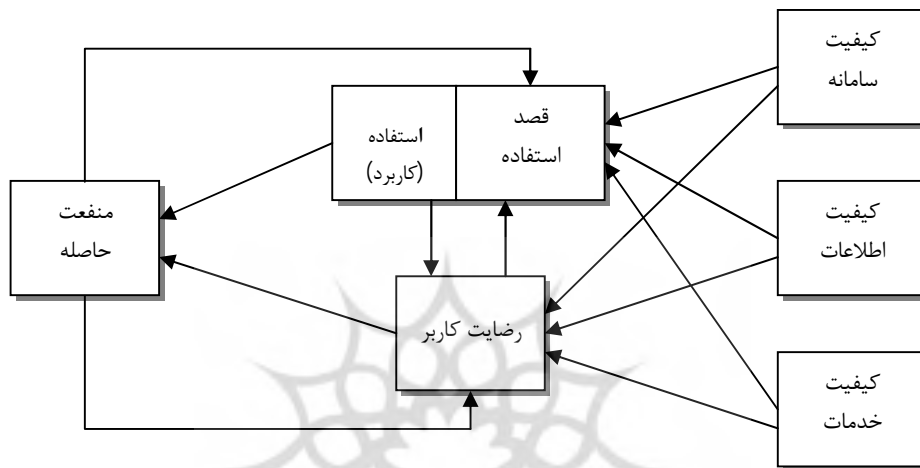 کیفیت
سامانه
قصد
استفاده
استفاده
(کاربرد)
کیفیت
اطلاعات
منفعت
حاصله
رضایت کاربر
کیفیت
خدمات